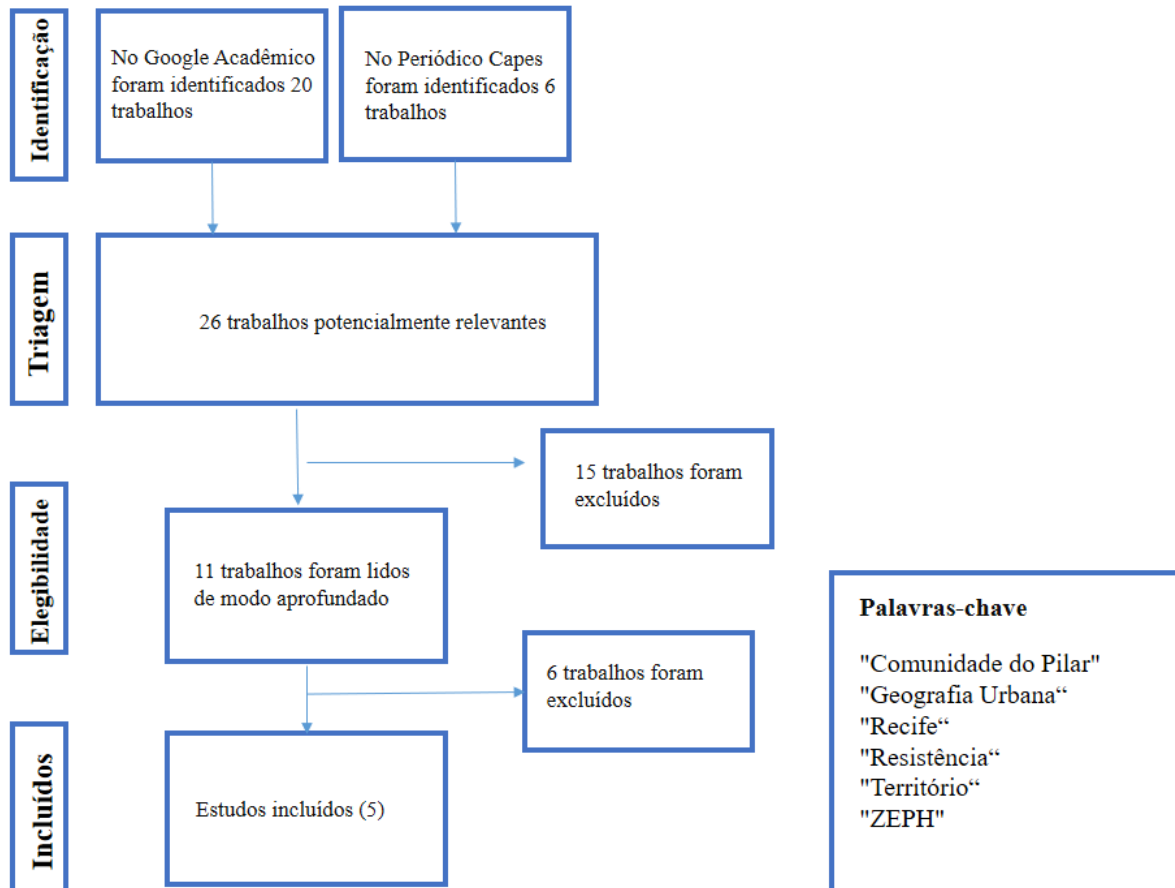 Identificação
No Google Acadêmico
foram identificados 20
trabalhos
No Periódico Capes
foram identificados 6
trabalhos
Triagem
26 trabalhos potencialmente relevantes
15 trabalhos foram
excluídos
Elegibilidade
11 trabalhos foram lidos
de modo aprofundado
6 trabalhos foram
excluídos
Incluídos
Estudos incluídos (5)
Palavras-chave
"Comunidade do Pilar"
"Geografia Urbana“
"Recife“
"Resistência“
"Território“
"ZEPH"